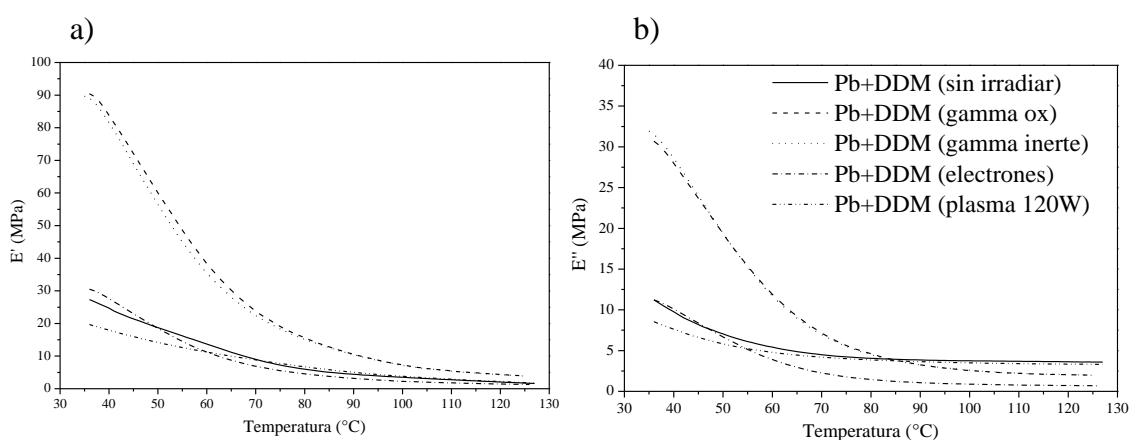 a)
100
90
80
70
60
50
40
30
20
10
0
E' (MPa)
30 40 50 60 70 80 90 100 110 120 130
Temperatura (°C)
b)
40
35
30
25
20
15
10
5
0
E'' (MPa)
Pb+DDM (sin irradiar)
Pb+DDM (gamma ox)
Pb+DDM (gamma inerte)
Pb+DDM (electrones)
Pb+DDM (plasma 120W)
30 40 50 60 70 80 90 100 110 120 130
Temperatura (°C)